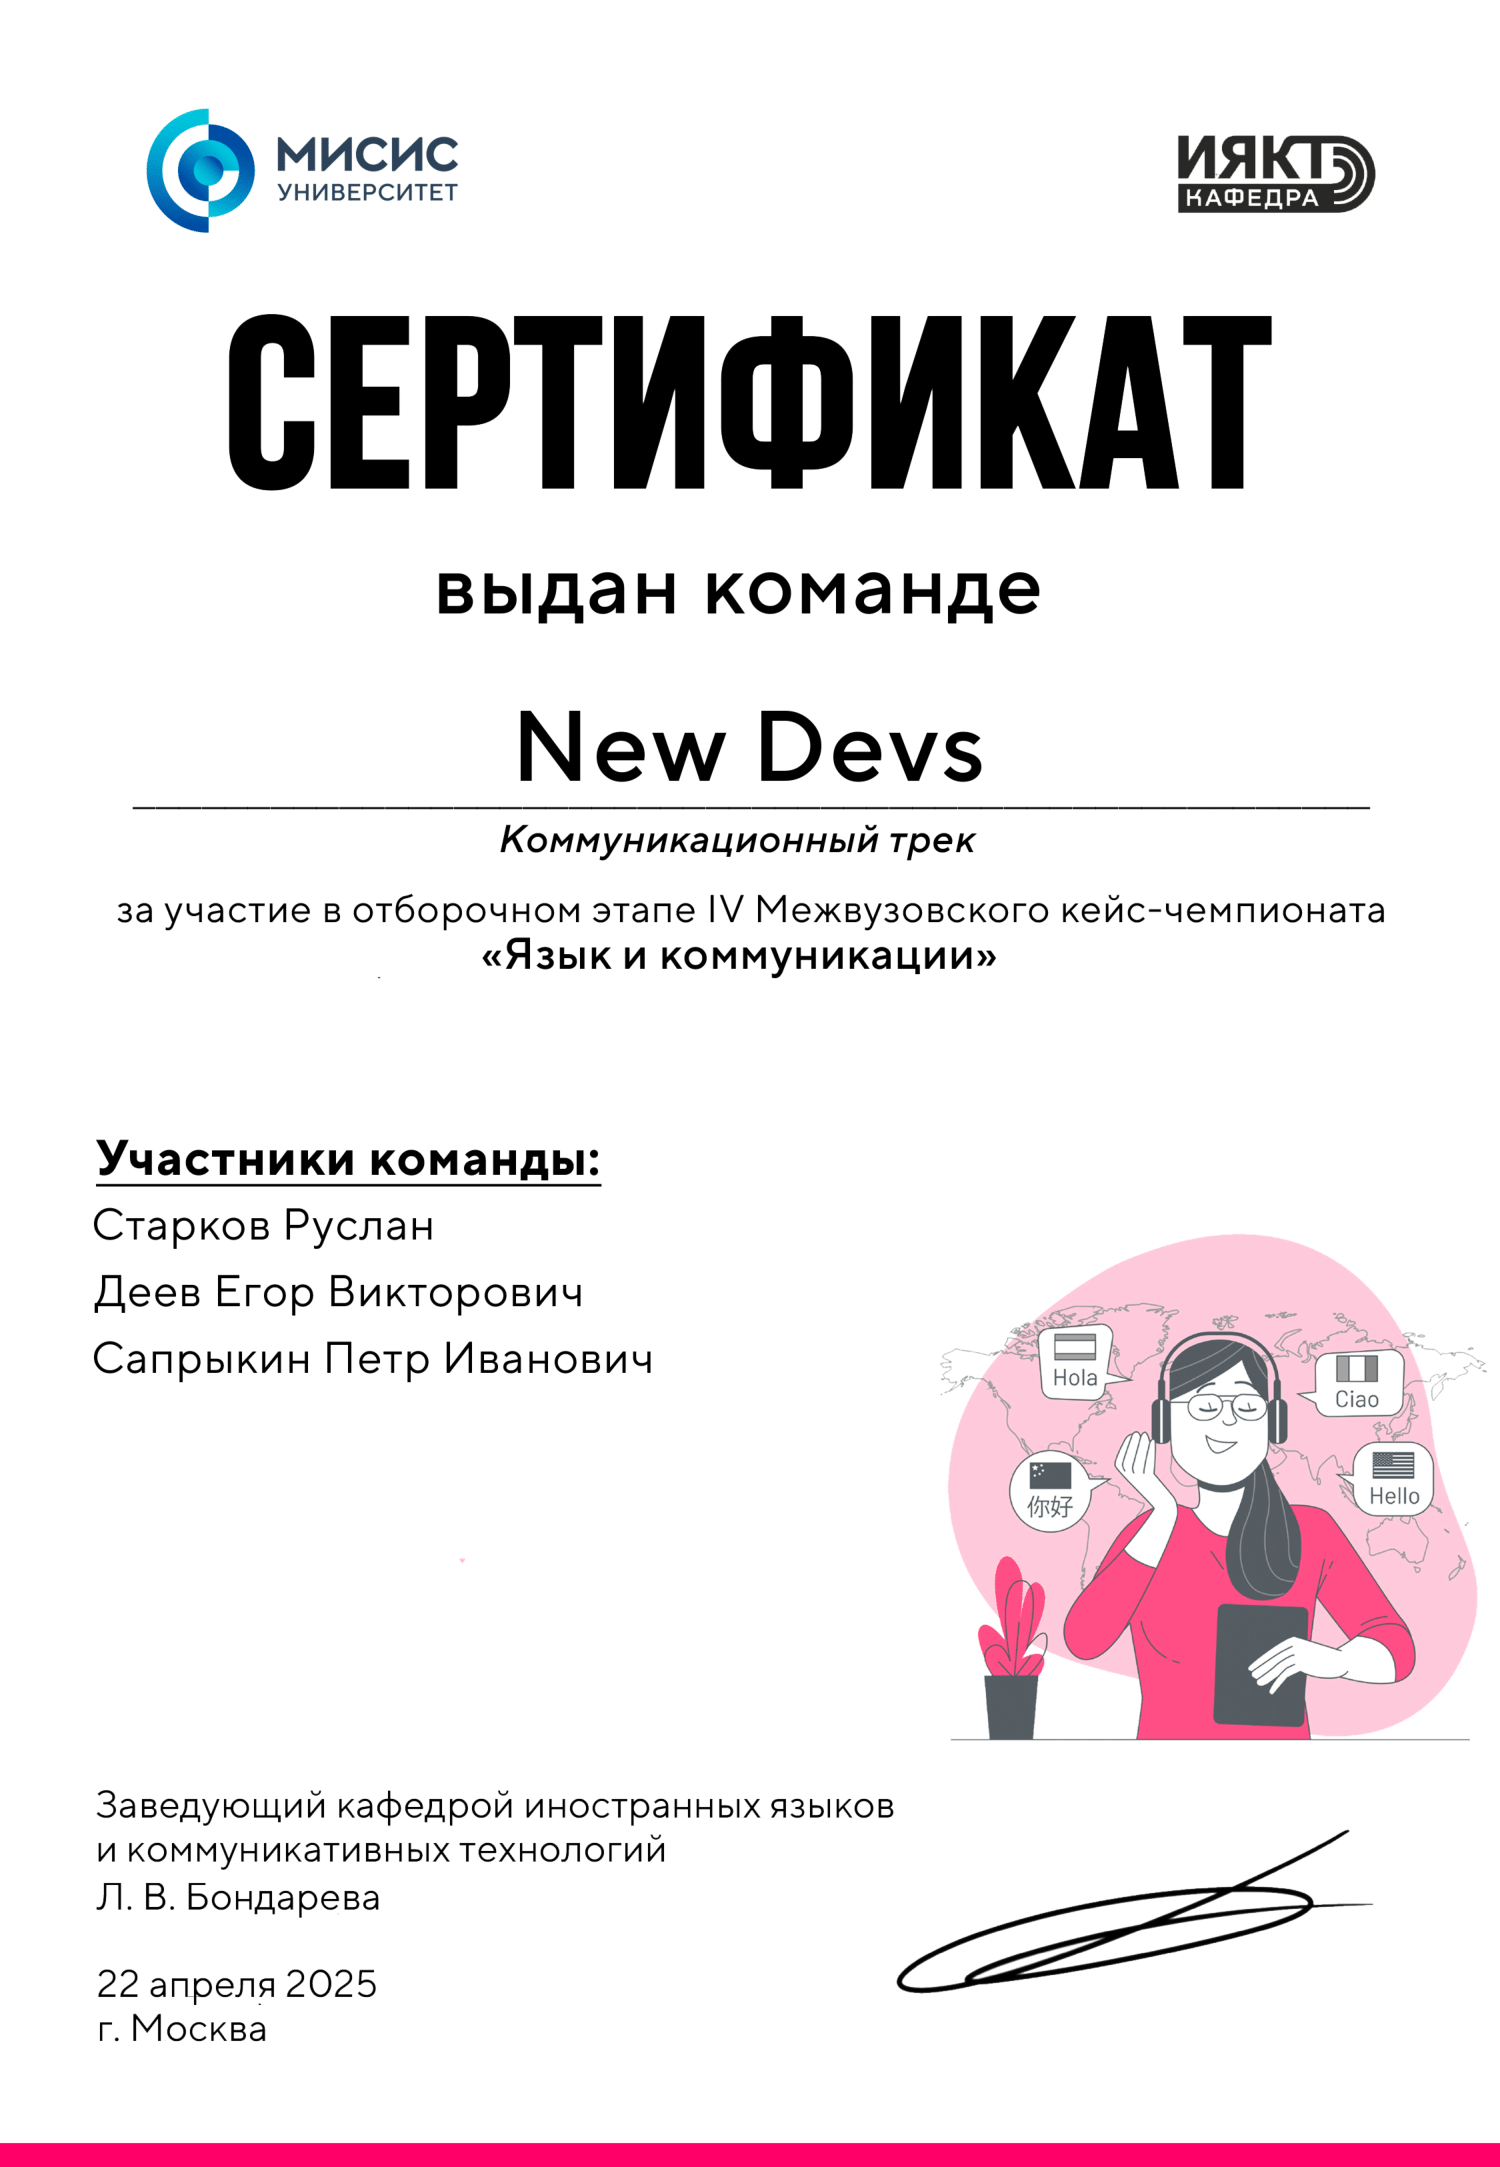 МИСИС
УНИВЕРСИТЕТ
ИЯКТ
КАФЕДРА
СЕРТИФИКАТ
выдан команде
New Devs
Коммуникационный трек
за участие в отборочном этапе IV Межвузовского кейс-чемпионата
«Язык и коммуникации»
Участники команды:
Старков Руслан
Деев Егор Викторович
Сапрыкин Петр Иванович
Hola
Ciao
你好
Hello
Заведующий кафедрой иностранных языков
и коммуникативных технологий
Л. В. Бондарева
22 апреля 2025
г. Москва